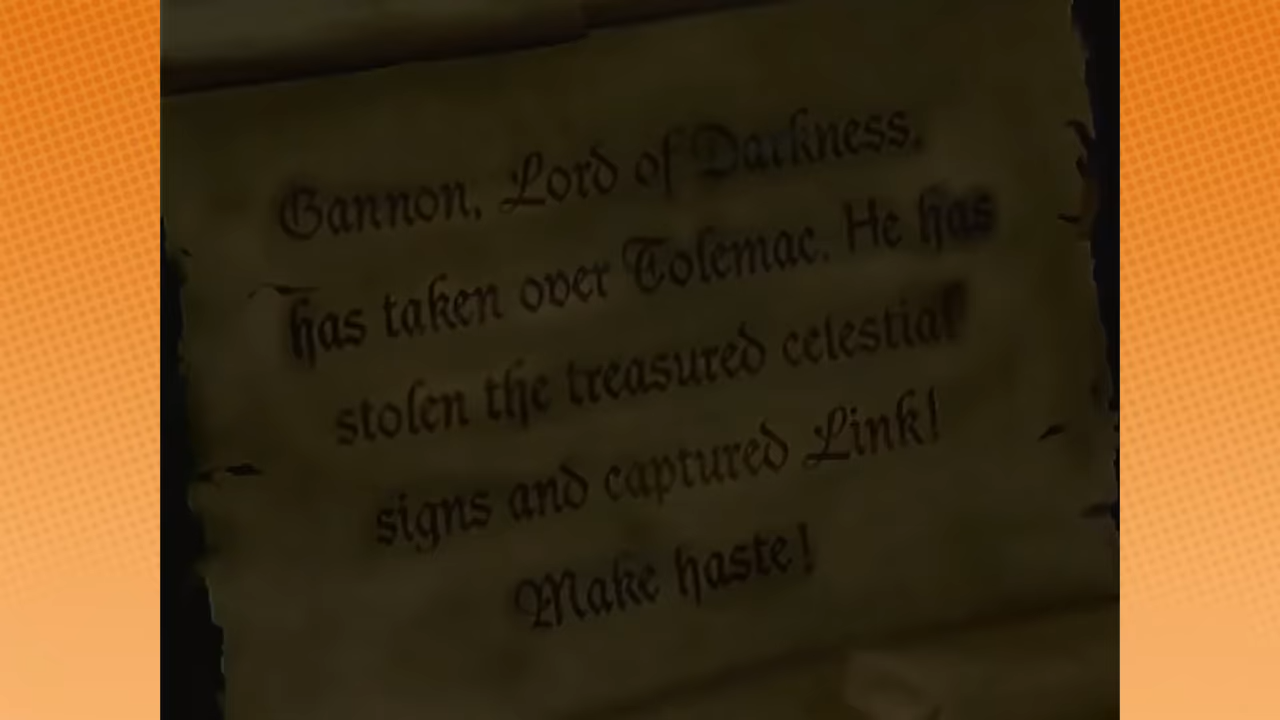 Gannon, Lord of Darkness,
has taken over Tolemac. He has
stolen the treasured celestial
signs and captured Link!
Make haste!